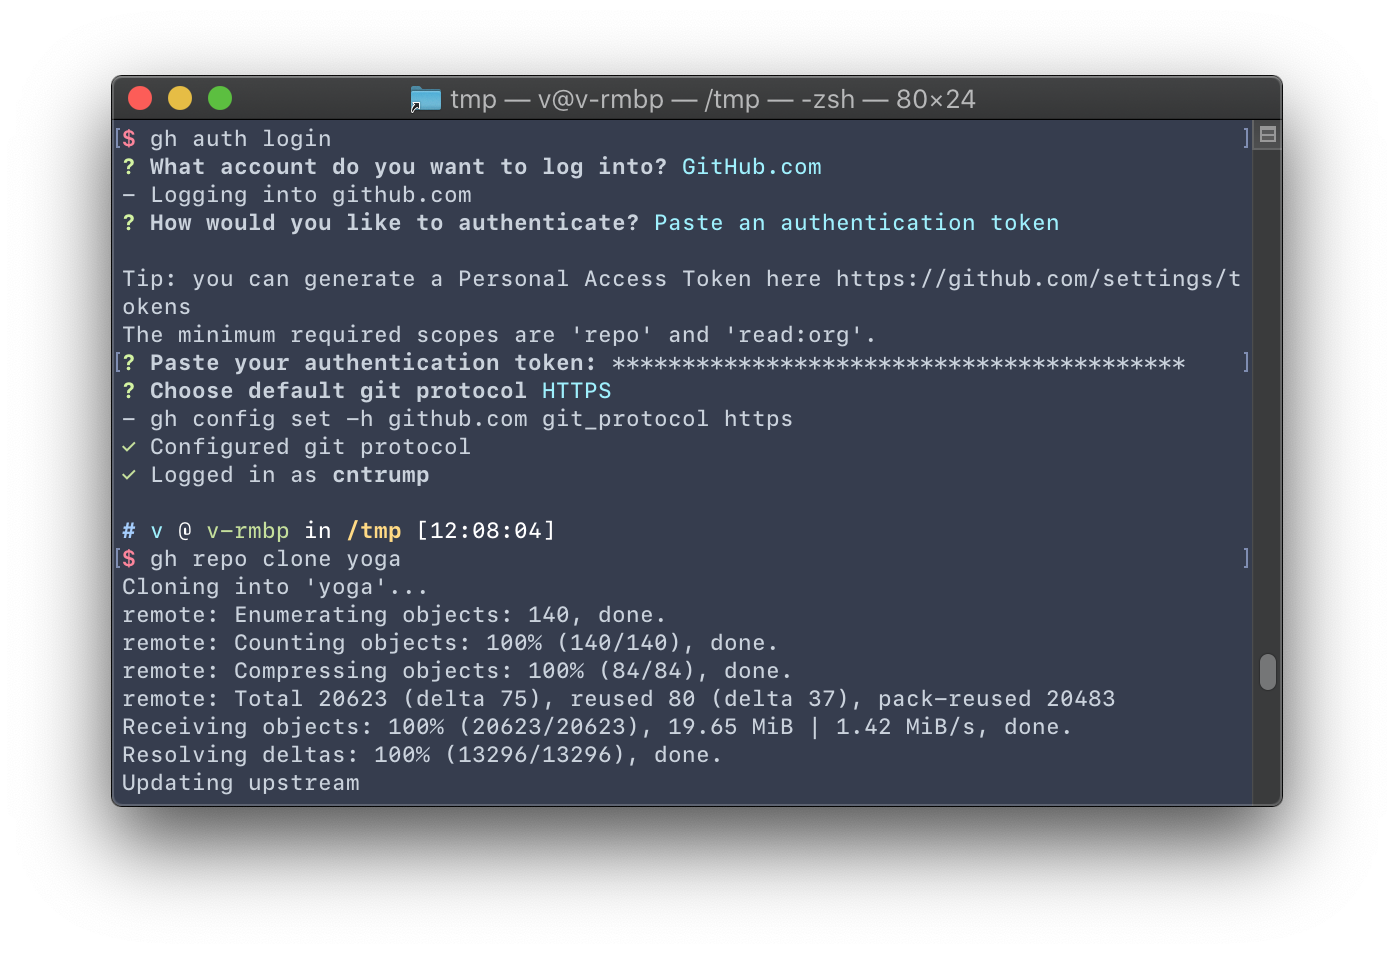 tmp — v@v-rmbp — /tmp — -zsh — 80×24
[$ gh auth login ]
? What account do you want to log into? GitHub.com
- Logging into github.com
? How would you like to authenticate? Paste an authentication token
Tip: you can generate a Personal Access Token here https://github.com/settings/t
okens
The minimum required scopes are 'repo' and 'read:org'.
[? Paste your authentication token: ***************************************** ]
? Choose default git protocol HTTPS
- gh config set -h github.com git_protocol https
✓ Configured git protocol
✓ Logged in as cntrump
# v @ v-rmbp in /tmp [12:08:04]
[$ gh repo clone yoga ]
Cloning into 'yoga'...
remote: Enumerating objects: 140, done.
remote: Counting objects: 100% (140/140), done.
remote: Compressing objects: 100% (84/84), done.
remote: Total 20623 (delta 75), reused 80 (delta 37), pack-reused 20483
Receiving objects: 100% (20623/20623), 19.65 MiB | 1.42 MiB/s, done.
Resolving deltas: 100% (13296/13296), done.
Updating upstream